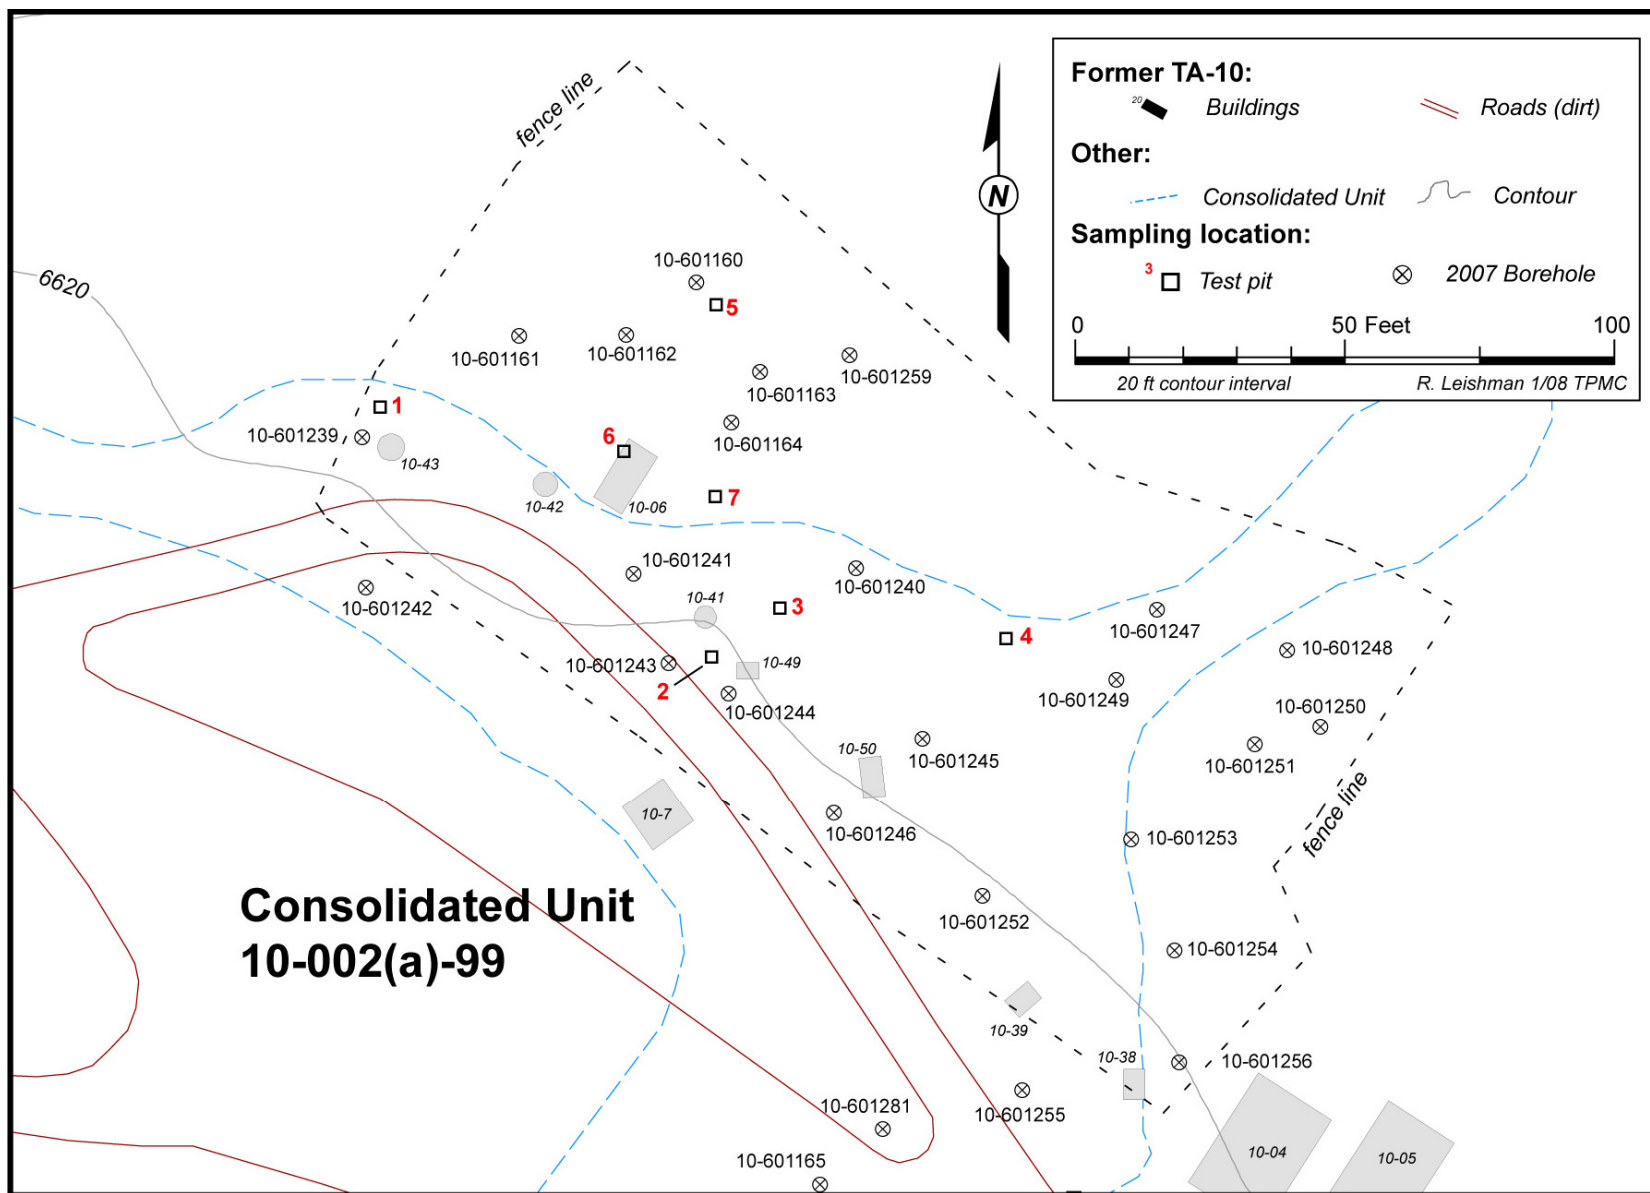 Former TA-10:
20
Buildings
Roads (dirt)
Other:
Consolidated Unit
Contour
Sampling location:
3
Test pit
2007 Borehole
0
50 Feet
100
20 ft contour interval
R. Leishman 1/08 TPMC
N
fence line
6620
10-601160
5
10-601161
10-601162
10-601259
10-601163
1
10-601239
10-43
6
10-601164
10-42
10-06
7
10-601241
10-601240
10-601242
10-41
3
10-601247
4
10-601248
10-601243
10-49
2
10-601249
10-601244
10-601250
10-50
10-601245
10-601251
10-7
10-601246
10-601253
fence line
Consolidated Unit
10-002(a)-99
10-601252
10-601254
10-39
10-38
10-601256
10-601281
10-601255
10-04
10-05
10-601165